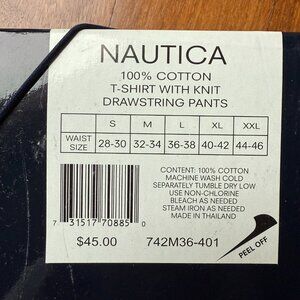 NAUTICA
100% COTTON
T-SHIRT WITH KNIT
DRAWSTRING PANTS
S M L XL XXL
WAIST SIZE 28-30 32-34 36-38 40-42 44-46
CONTENT: 100% COTTON
MACHINE WASH COLD
SEPARATELY TUMBLE DRY LOW
USE NON-CHLORINE
BLEACH AS NEEDED
STEAM IRON AS NEEDED
MADE IN THAILAND
7 31517 70885 0
$45.00 742M36-401
PEEL OFF